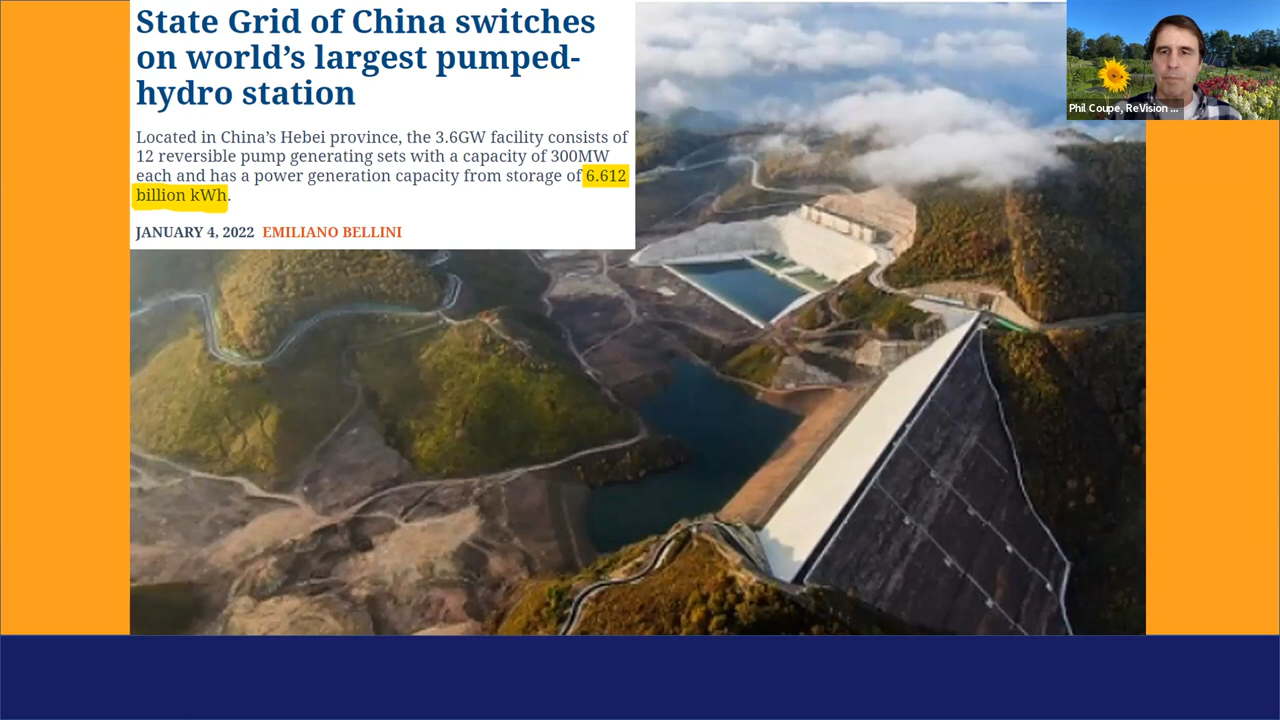 State Grid of China switches
on world’s largest pumped-
hydro station
Located in China’s Hebei province, the 3.6GW facility consists of
12 reversible pump generating sets with a capacity of 300MW
each and has a power generation capacity from storage of 6.612
billion kWh.
JANUARY 4, 2022 EMILIANO BELLINI
Phil Coupe, ReVision ...